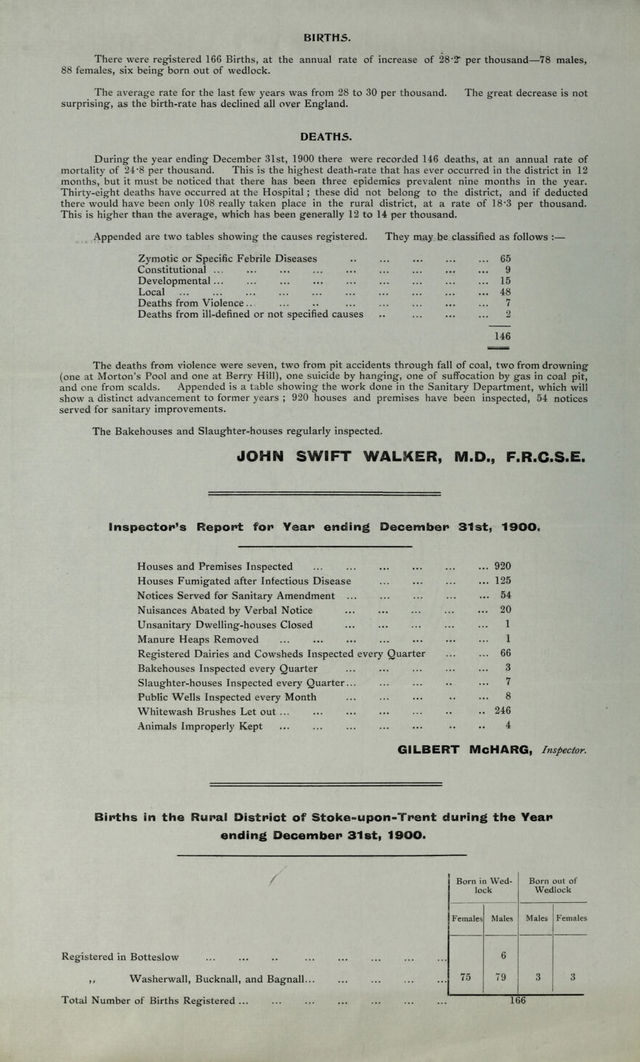 BIRTHS.
There were registered 166 Births, at the annual rate of increase of 28·2 per thousand—78 males,
88 females, six being born out of wedlock.
The average rate for the last few years was from 28 to 30 per thousand. The great decrease is not
surprising, as the birth-rate has declined all over England.
DEATHS.
During the year ending December 31st, 1900 there were recorded 146 deaths, at an annual rate of
mortality of 24·8 per thousand. This is the highest death-rate that has ever occurred in the district in 12
months, but it must be noticed that there has been three epidemics prevalent nine months in the year.
Thirty-eight deaths have occurred at the Hospital; these did not belong to the district, and if deducted
there would have been only 108 really taken place in the rural district, at a rate of 18·3 per thousand.
This is higher than the average, which has been generally 12 to 14 per thousand.
Appended are two tables showing the causes registered. They may be classified as follows :—
Zymotic or Specific Febrile Diseases .. ... ... ... ... 65
Constitutional ... ... ... ... ... ... ... ... ... 9
Developmental ... ... ... ... ... ... ... ... ... 15
Local ... ... ... ... ... ... ... ... ... ... 48
Deaths from Violence .. ... .. ... ... ... ... ... 7
Deaths from ill-defined or not specified causes .. ... ... ... 2
146
The deaths from violence were seven, two from pit accidents through fall of coal, two from drowning
(one at Morton's Pool and one at Berry Hill), one suicide by hanging, one of suffocation by gas in coal pit,
and one from scalds. Appended is a table showing the work done in the Sanitary Department, which will
show a distinct advancement to former years ; 920 houses and premises have been inspected, 54 notices
served for sanitary improvements.
The Bakehouses and Slaughter-houses regularly inspected.
JOHN SWIFT WALKER, M.D., F.R.C.S.E.
Inspector's Report for Year ending December 31st, 1900.
Houses and Premises Inspected ... ... ... ... ... ... 920
Houses Fumigated after Infectious Disease ... ... ... ... 125
Notices Served for Sanitary Amendment ... ... ... ... ... 54
Nuisances Abated by Verbal Notice ... ... ... ... ... 20
Unsanitary Dwelling-houses Closed ... ... ... ... ... 1
Manure Heaps Removed ... ... ... ... ... ... ... 1
Registered Dairies and Cowsheds Inspected every Quarter ... ... 66
Bakehouses Inspected every Quarter ... ... ... ... ... 3
Slaughter-houses Inspected every Quarter ... ... ... .. ... 7
Public Wells Inspected every Month ... ... ... .. ... 8
Whitewash Brushes Let out ... ... ... ... ... .. .. 246
Animals Improperly Kept ... ... ... ... ... .. .. 4
GILBERT McHARG, Inspector.
Births in the Rural District of Stoke-upon-Trent during the Year
ending December 31st, 1900.
Born in Wed- Born out of
lock Wedlock
Females Males Males Females
Registered in Botteslow ... ... .. ... ... ... ... ... 6
,, Washerwall, Bucknall, and Bagnall ... ... ... ... ... 75 79 3 3
Total Number of Births Registered ... ... ... ... ... ... ... 166